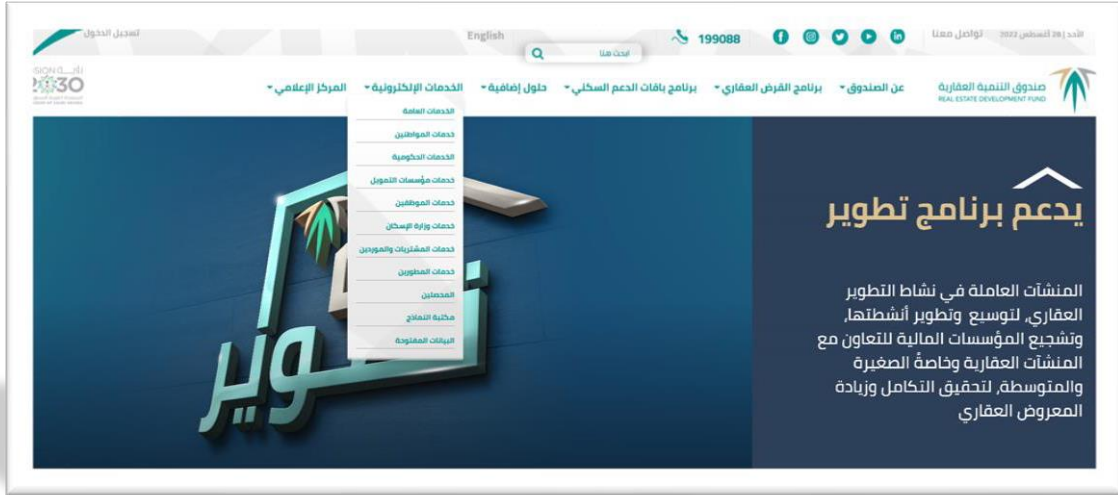 الأحد | 28 أغسطس 2022
تواصل معنا
199088
English
تسجيل الدخول
ابحث هنا
صندوق التنمية العقارية
REAL ESTATE DEVELOPMENT FUND
عن الصندوق
برنامج القرض العقاري
برنامج باقات الدعم السكني
حلول إضافية
الخدمات الإلكترونية
المركز الإعلامي
30
الخدمات العامة
خدمات المواطنين
الخدمات الحكومية
خدمات مؤسسات التمويل
خدمات الموظفين
خدمات وزارة الإسكان
خدمات المشتريات والموردين
خدمات المطورين
المحصلين
مكتبة النماذج
البيانات المفتوحة
يدعم برنامج تطوير
المنشآت العاملة في نشاط التطوير
العقاري، لتوسيع وتطوير أنشطتها،
وتشجيع المؤسسات المالية للتعاون مع
المنشآت العقارية وخاصةً الصغيرة
والمتوسطة، لتحقيق التكامل وزيادة
المعروض العقاري
تطوير